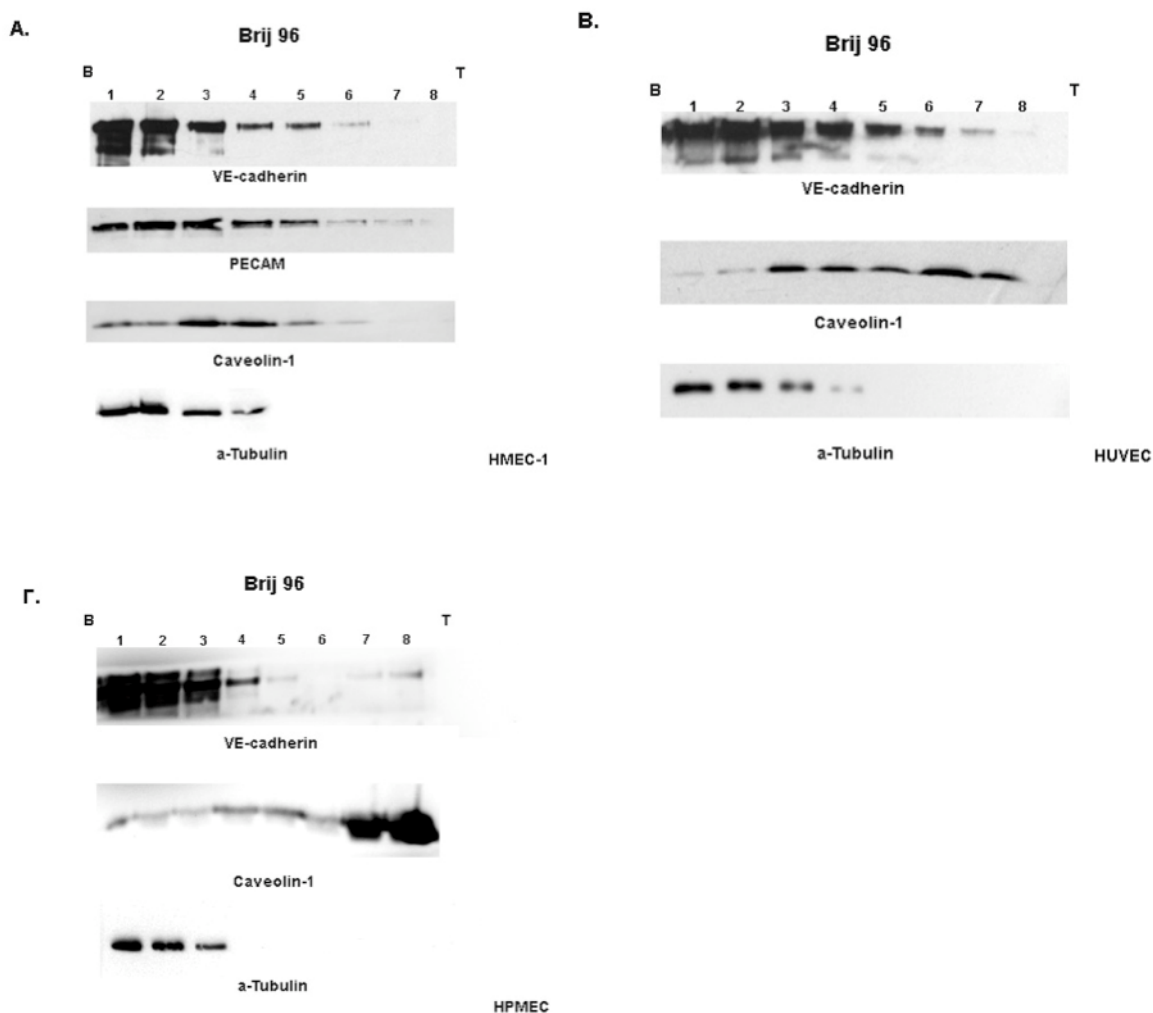 A.
Brij 96
B T
1 2 3 4 5 6 7 8
VE-cadherin
PECAM
Caveolin-1
a-Tubulin
HMEC-1
B.
Brij 96
B T
1 2 3 4 5 6 7 8
VE-cadherin
Caveolin-1
a-Tubulin
HUVEC
Γ.
Brij 96
B T
1 2 3 4 5 6 7 8
VE-cadherin
Caveolin-1
a-Tubulin
HPMEC